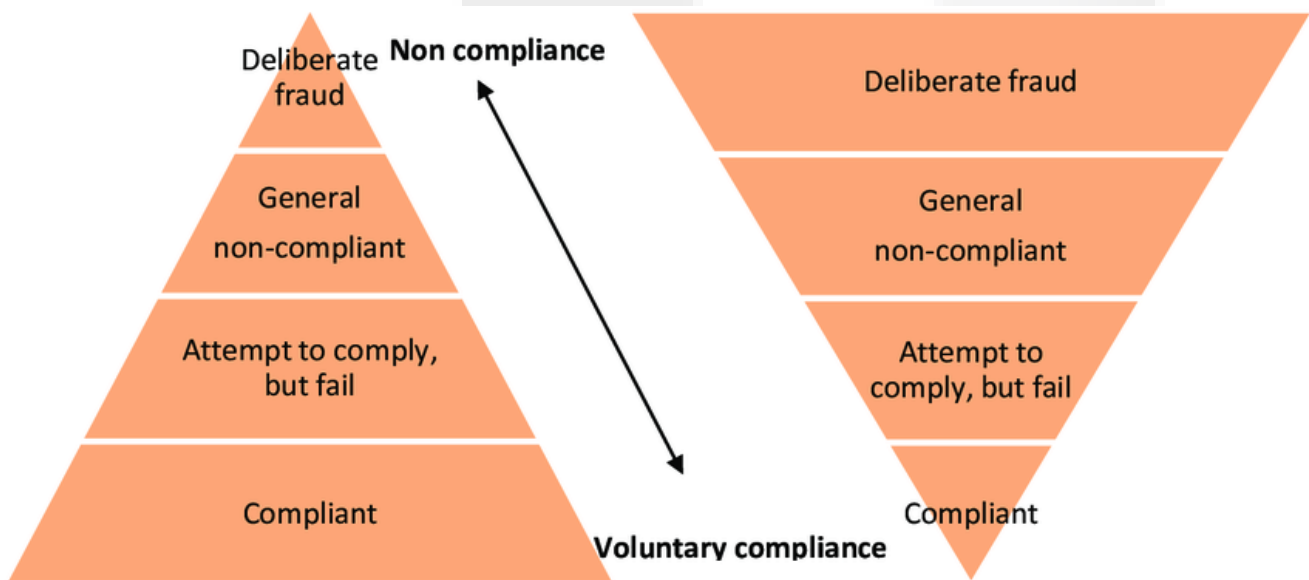 Deliberate
fraud
General
non-compliant
Attempt to comply,
but fail
Compliant
Non compliance
Voluntary compliance
Deliberate fraud
General
non-compliant
Attempt to
comply, but fail
Compliant